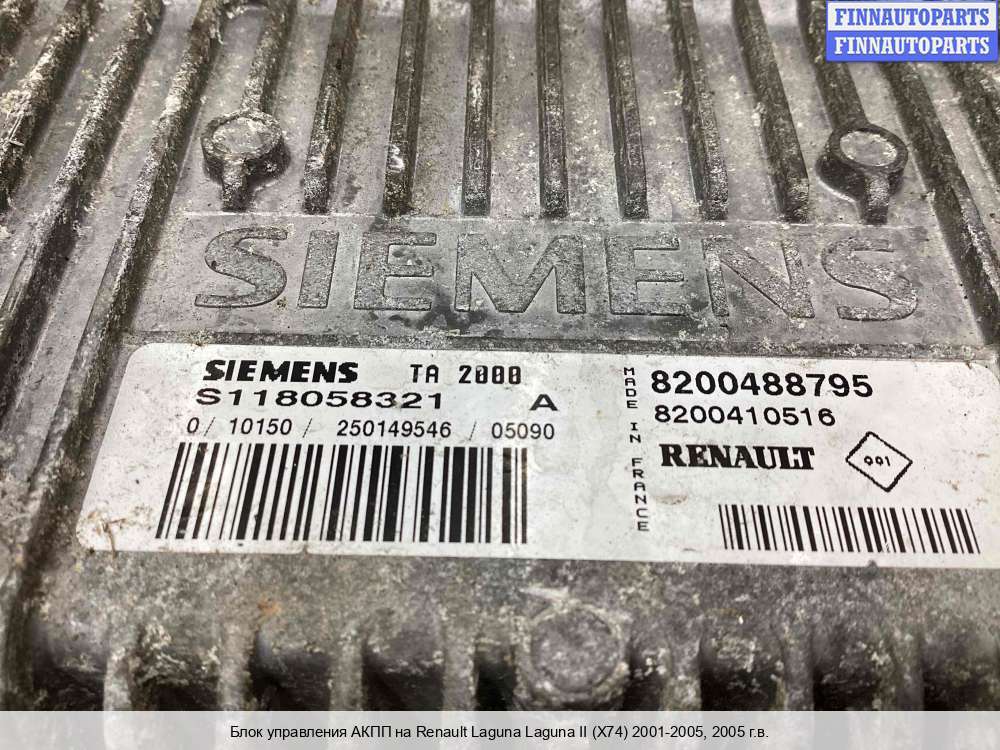 FINNAUTOPARTS
FINNAUTOPARTS
SIEMENS
SIEMENS TA 2000
S118058321 A
0/ 10150 / 250149546 / 05090
MADE IN FRANCE
8200488795
8200410516
RENAULT
001
Блок управления АКПП на Renault Laguna Laguna II (X74) 2001-2005, 2005 г.в.